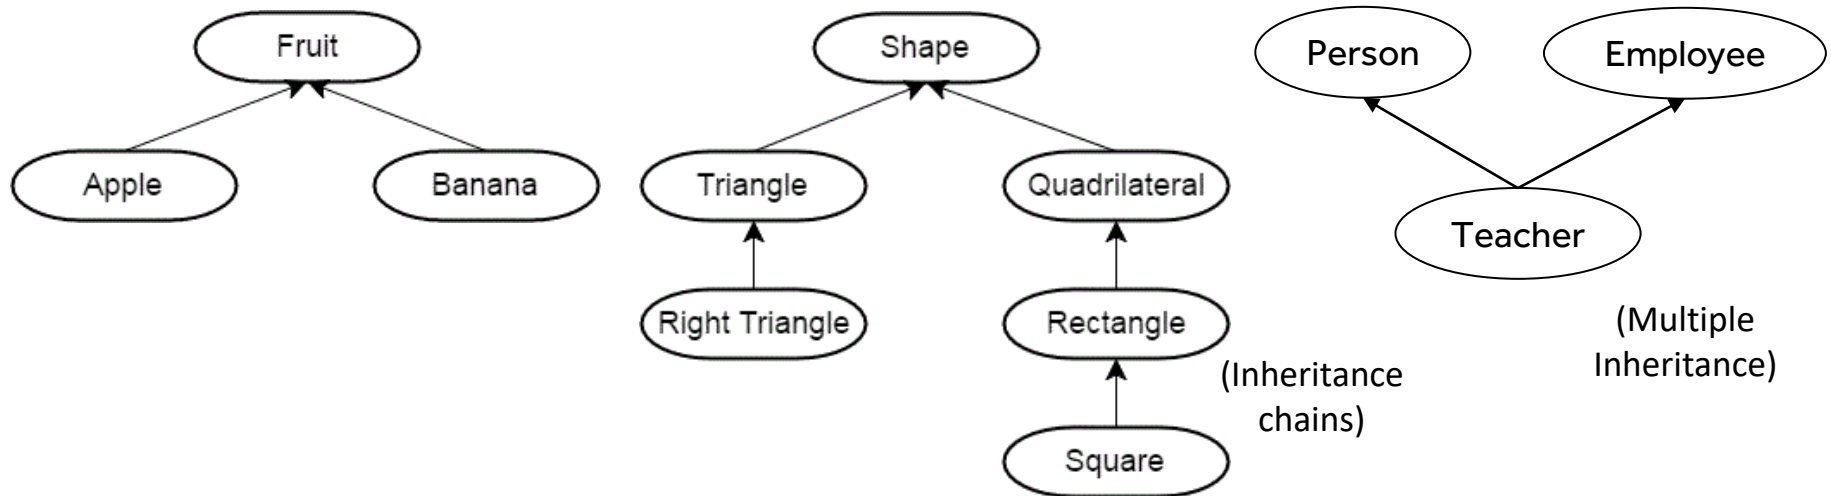 Fruit
Apple
Banana
Shape
Triangle
Quadrilateral
Right Triangle
Rectangle
Square
(Inheritance
chains)
Person
Employee
Teacher
(Multiple
Inheritance)